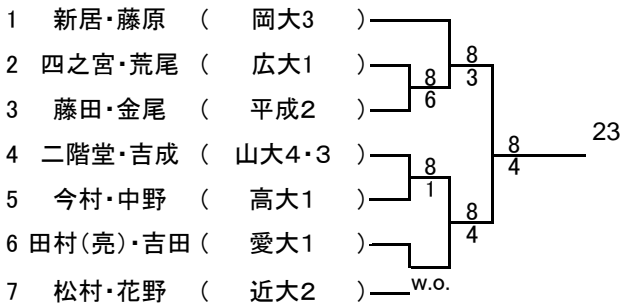 1 新居・藤原 ( 岡大3 )
2 四之宮・荒尾 ( 広大1 )
8
3
8
6
3 藤田・金尾 ( 平成２ )
4 二階堂・吉成 ( 山大４・３ )
8
4
23
8
1
5 今村・中野 ( 高大１ )
8
4
6 田村(亮)・吉田 ( 愛大１ )
w.o.
7 松村・花野 ( 近大２ )